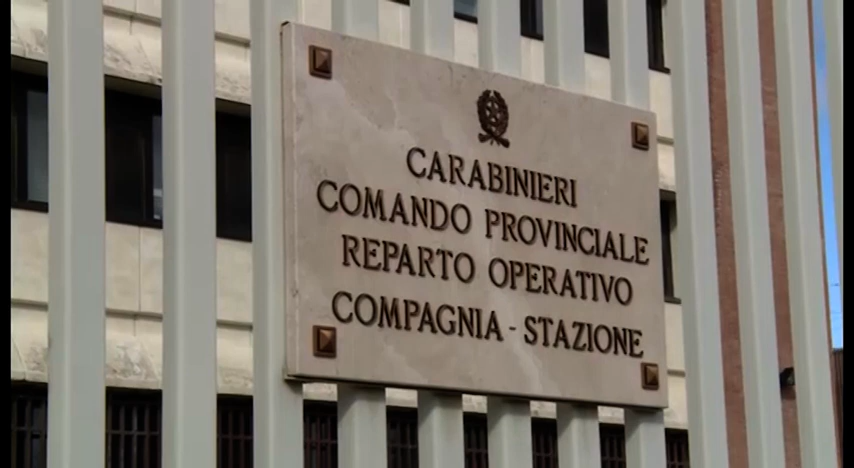 CARABINIERI
COMANDO PROVINCIALE
REPARTO OPERATIVO
COMPAGNIA - STAZIONE